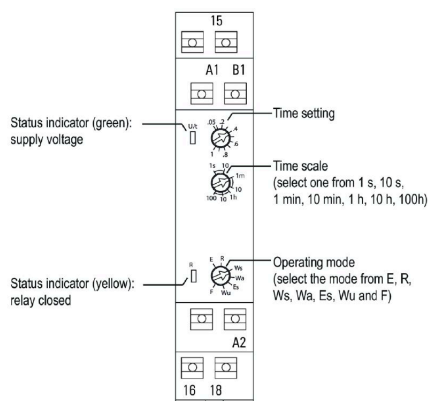 15
A1 B1
Status indicator (green):
supply voltage
U/t
.05 .2
.4
.6
.8
1
Time setting
1s 10
1m
10
1h
10
100
Time scale
(select one from 1 s, 10 s,
1 min, 10 min, 1 h, 10 h, 100h)
Status indicator (yellow):
relay closed
R
E R
Ws
Wa
Es
Wu
F
Operating mode
(select the mode from E, R,
Ws, Wa, Es, Wu and F)
A2
16 18